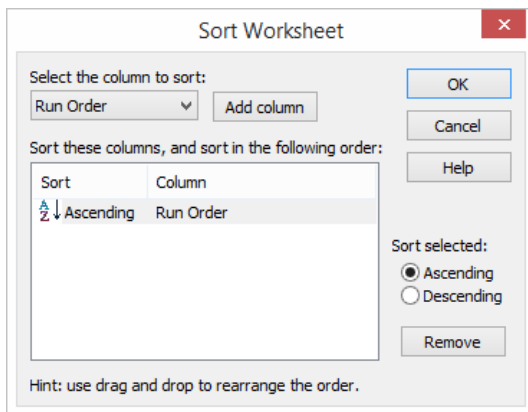 Sort Worksheet
Select the column to sort:
Run Order
Add column
OK
Cancel
Help
Sort these columns, and sort in the following order:
Sort Column
A
Z Ascending Run Order
Sort selected:
Ascending
Descending
Remove
Hint: use drag and drop to rearrange the order.